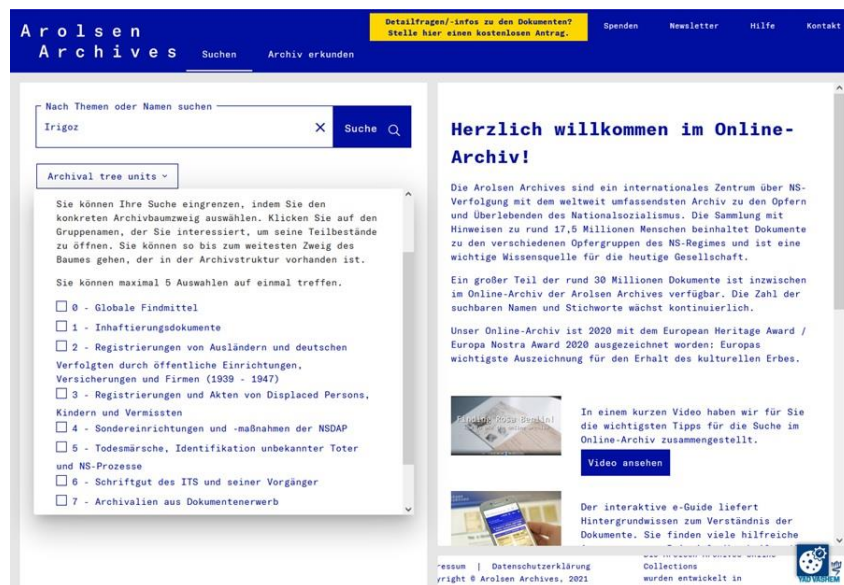 Arolsen
Archives
Suchen
Archiv erkunden
Detailfragen/-infos zu den Dokumenten?
Stelle hier einen kostenlosen Antrag.
Spenden
Newsletter
Hilfe
Kontakt
Nach Themen oder Namen suchen
Irigoz
Suche
Archival tree units
Sie können Ihre Suche eingrenzen, indem Sie den
konkreten Archivbaumzweig auswählen. Klicken Sie auf den
Gruppenamen, der Sie interessiert, um seine Teilbestände
zu öffnen. Sie können so bis zum weitesten Zweig des
Baumes gehen, der in der Archivstruktur vorhanden ist.
Sie können maximal 5 Auswahlen auf einmal treffen.
0 - Globale Findmittel
1 - Inhaftierungsdokumente
2 - Registrierungen von Ausländern und deutschen
Verfolgten durch öffentliche Einrichtungen,
Versicherungen und Firmen (1939 - 1947)
3 - Registrierungen und Akten von Displaced Persons,
Kindern und Vermissten
4 - Sondereinrichtungen und -maßnahmen der NSDAP
5 - Todesmärsche, Identifikation unbekannter Toter
und NS-Prozesse
6 - Schriftgut des ITS und seiner Vorgänger
7 - Archivalien aus Dokumentenerwerb
Herzlich willkommen im Online-
Archiv!
Die Arolsen Archives sind ein internationales Zentrum über NS-
Verfolgung mit dem weltweit umfassendsten Archiv zu den Opfern
und Überlebenden des Nationalsozialismus. Die Sammlung mit
Hinweisen zu rund 17,5 Millionen Menschen beinhaltet Dokumente
zu den verschiedenen Opfergruppen des NS-Regimes und ist eine
wichtige Wissensquelle für die heutige Gesellschaft.
Ein großer Teil der rund 30 Millionen Dokumente ist inzwischen
im Online-Archiv der Arolsen Archives verfügbar. Die Zahl der
suchbaren Namen und Stichworte wächst kontinuierlich.
Unser Online-Archiv ist 2020 mit dem European Heritage Award /
Europa Nostra Award 2020 ausgezeichnet worden: Europas
wichtigste Auszeichnung für den Erhalt des kulturellen Erbes.
Finding Rosa Berlin!
In einem kurzen Video haben wir für Sie
die wichtigsten Tipps für die Suche im
Online-Archiv zusammengestellt.
Video ansehen
Der interaktive e-Guide liefert
Hintergrundwissen zum Verständnis der
Dokumente. Sie finden viele hilfreiche
ressum | Datenschutzerklärung
yright © Arolsen Archives, 2021
Collections
wurden entwickelt in
YAD VASHEM